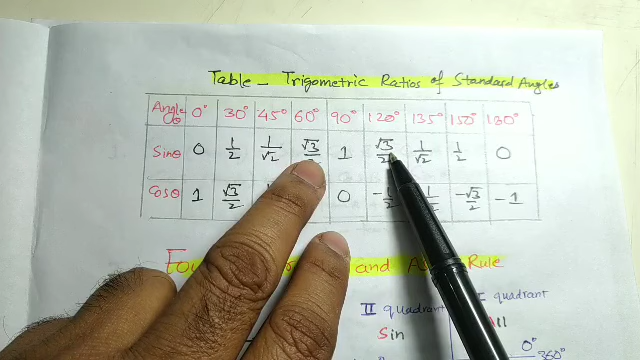 Table - Trigometric Ratios of Standard Angles
Angle θ 0° 30° 45° 60° 90° 120° 135° 150° 180°
Sinθ 0 1/2 1/√2 √3 1 √3/2 1/√2 1/2 0
Cosθ 1 √3/2 0 -1/2 -√3/2 -1
and Rule
II quadrant quadrant
Sin
0°
360°